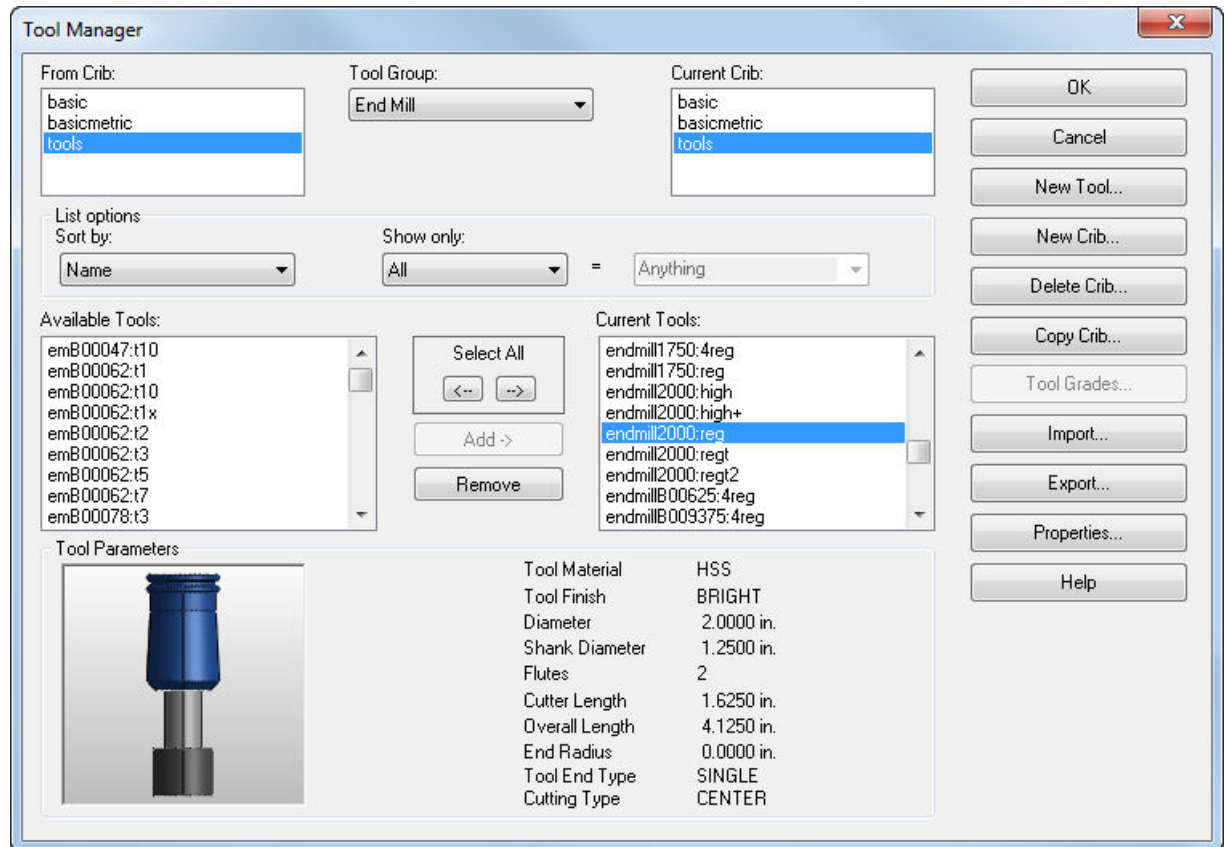 Tool Manager
From Crib:
basic
basicmetric
tools
Tool Group:
End Mill
Current Crib:
basic
basicmetric
tools
List options
Sort by:
Name
Show only:
All
=
Anything
Available Tools:
emB00047:t10
emB00062:t1
emB00062:t10
emB00062:t1x
emB00062:t2
emB00062:t3
emB00062:t5
emB00062:t7
emB00078:t3
Select All
<--
-->
Add ->
Remove
Current Tools:
endmill1750:4reg
endmill1750:reg
endmill2000:high
endmill2000:high+
endmill2000:reg
endmill2000:regt
endmill2000:regt2
endmillB00625:4reg
endmillB009375:4reg
Tool Parameters
Tool Material HSS
Tool Finish BRIGHT
Diameter 2.0000 in.
Shank Diameter 1.2500 in.
Flutes 2
Cutter Length 1.6250 in.
Overall Length 4.1250 in.
End Radius 0.0000 in.
Tool End Type SINGLE
Cutting Type CENTER
OK
Cancel
New Tool...
New Crib...
Delete Crib...
Copy Crib...
Tool Grades...
Import...
Export...
Properties...
Help